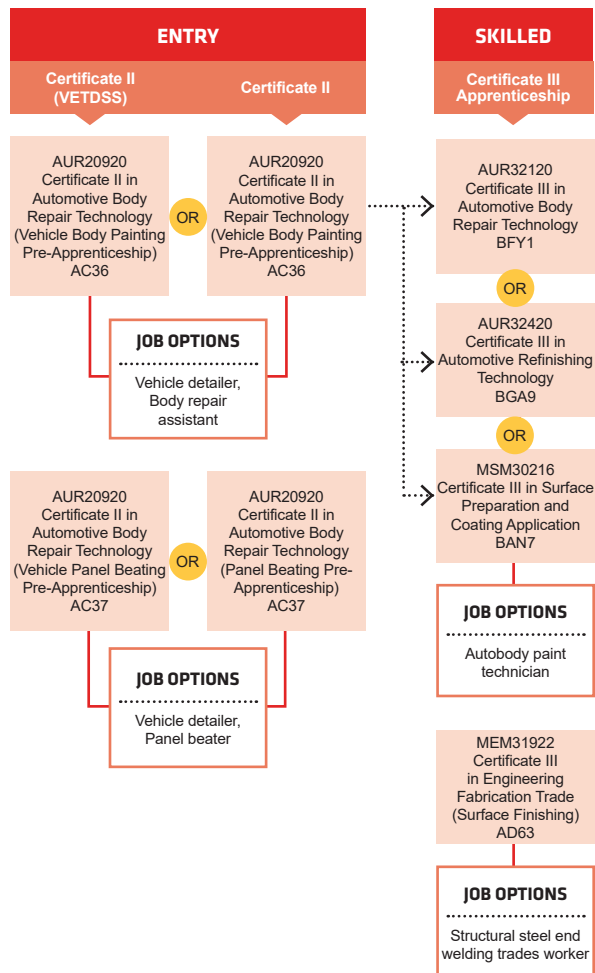 ENTRY
SKILLED
Certificate II
(VETDSS)
Certificate II
Certificate III
Apprenticeship
AUR20920
Certificate II in
Automotive Body
Repair Technology
(Vehicle Body Painting
Pre-Apprenticeship)
AC36
OR
AUR20920
Certificate II in
Automotive Body
Repair Technology
(Vehicle Body Painting
Pre-Apprenticeship)
AC36
JOB OPTIONS
Vehicle detailer,
Body repair
assistant
AUR20920
Certificate II in
Automotive Body
Repair Technology
(Vehicle Panel Beating
Pre-Apprenticeship)
AC37
OR
AUR20920
Certificate II in
Automotive Body
Repair Technology
(Panel Beating Pre-
Apprenticeship)
AC37
JOB OPTIONS
Vehicle detailer,
Panel beater
AUR32120
Certificate III in
Automotive Body
Repair Technology
BFY1
OR
AUR32420
Certificate III in
Automotive Refinishing
Technology
BGA9
OR
MSM30216
Certificate III in Surface
Preparation and
Coating Application
BAN7
JOB OPTIONS
Autobody paint
technician
MEM31922
Certificate III
in Engineering
Fabrication Trade
(Surface Finishing)
AD63
JOB OPTIONS
Structural steel end
welding trades worker